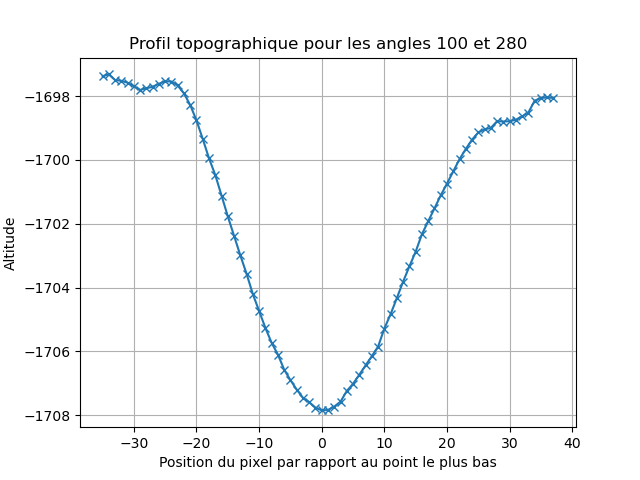 Profil topographique pour les angles 100 et 280
Altitude
−1698
−1700
−1702
−1704
−1706
−1708
−30 −20 −10 0 10 20 30 40
Position du pixel par rapport au point le plus bas